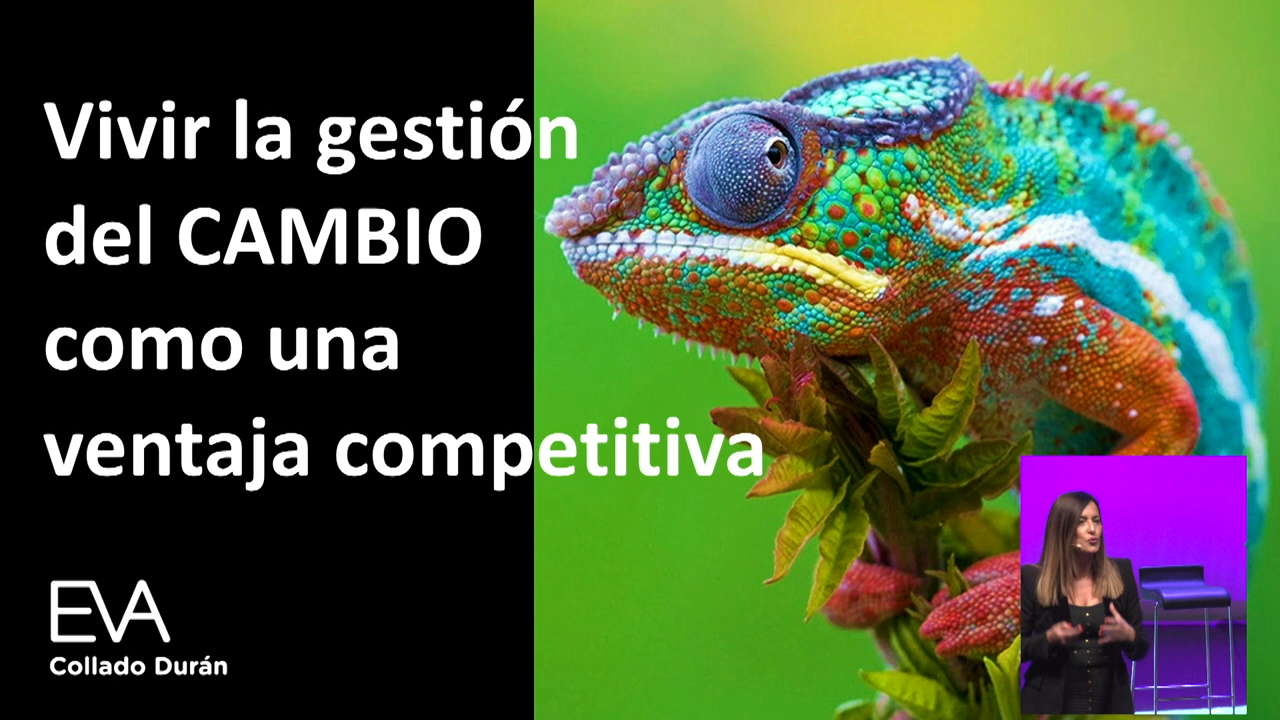 Vivir la gestión
del CAMBIO
como una
ventaja competitiva
EVA
Collado Durán